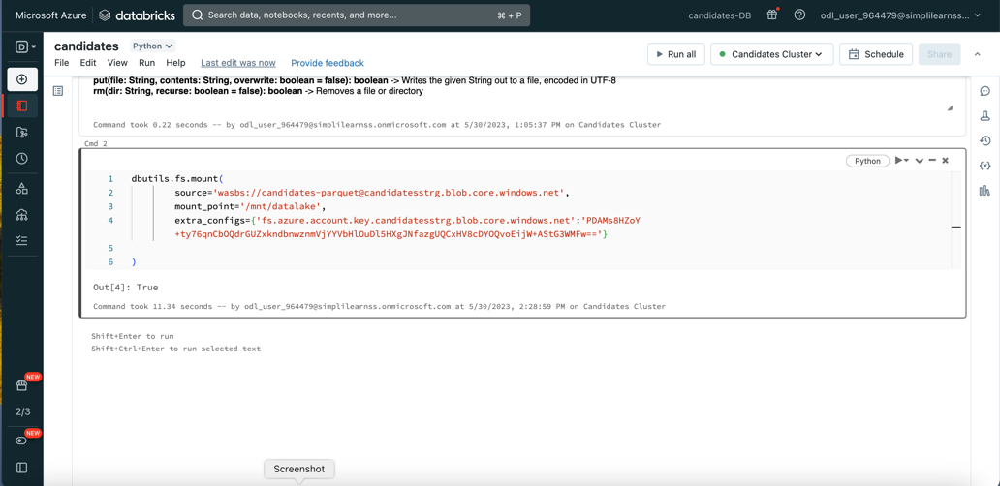 Microsoft Azure
databricks
Search data, notebooks, recents, and more...
⌘ + P
candidates-DB
odl_user_964479@simplilearnss...
D
candidates
Python
File Edit View Run Help Last edit was now Provide feedback
Run all
Candidates Cluster
Schedule
Share
put(file: String, contents: String, overwrite: boolean = false): boolean -> Writes the given String out to a file, encoded in UTF-8
rm(dir: String, recurse: boolean = false): boolean -> Removes a file or directory
Command took 0.22 seconds -- by odl_user_964479@simplilearnss.onmicrosoft.com at 5/30/2023, 1:05:37 PM on Candidates Cluster
Cmd 2
Python
1 dbutils.fs.mount(
2 source='wasbs://candidates-parquet@candidatesstrg.blob.core.windows.net',
3 mount_point='/mnt/datalake',
4 extra_configs={'fs.azure.account.key.candidatesstrg.blob.core.windows.net':'PDAMs8HZoY
+ty76qnCbOQdrGUZxkndbnwznmVjYYVbHlOuDl5HXgJNfazgUQCxHV8cDYOQvoEijW+AStG3WMFw=='}
5
6 )
Out[4]: True
Command took 11.34 seconds -- by odl_user_964479@simplilearnss.onmicrosoft.com at 5/30/2023, 2:28:59 PM on Candidates Cluster
Shift+Enter to run
Shift+Ctrl+Enter to run selected text
NEW
2/3
NEW
Screenshot